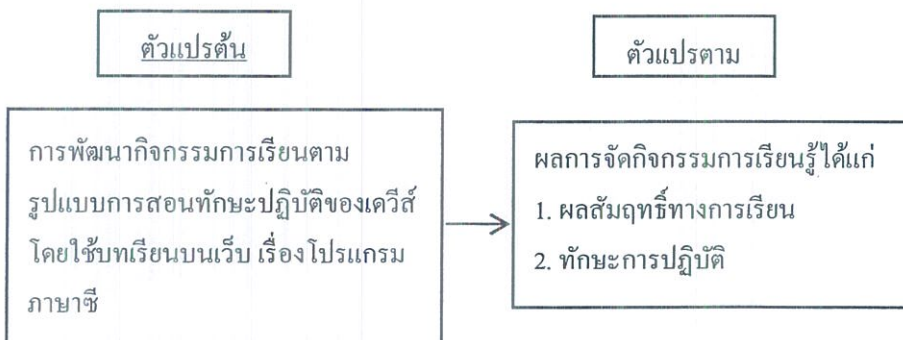 ตัวแปรต้น
ตัวแปรตาม
การพัฒนากิจกรรมการเรียนตาม
รูปแบบการสอนทักษะปฏิบัติของเดวีส์
โดยใช้บทเรียนบนเว็บ เรื่องโปรแกรม
ภาษาซี
ผลการจัดกิจกรรมการเรียนรู้ได้แก่
1. ผลสัมฤทธิ์ทางการเรียน
2. ทักษะการปฏิบัติ